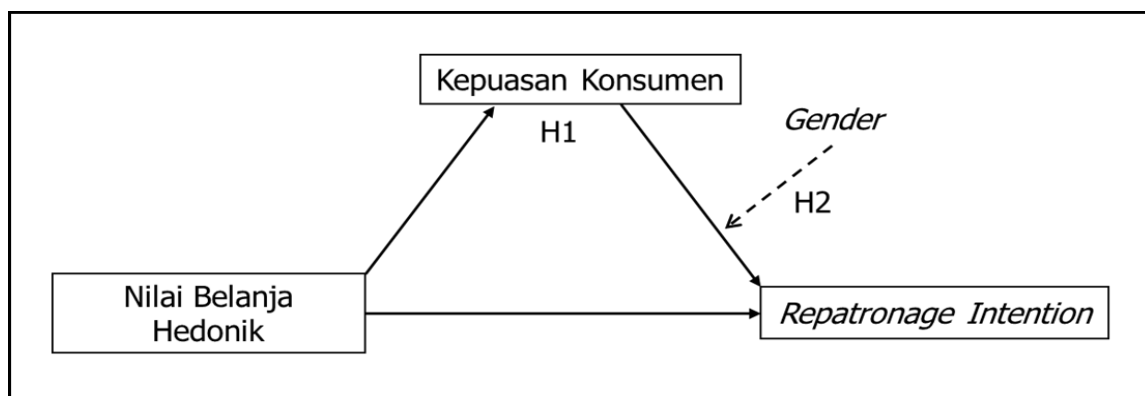 Kepuasan Konsumen
H1
Gender
H2
Nilai Belanja
Hedonik
Repatronage Intention